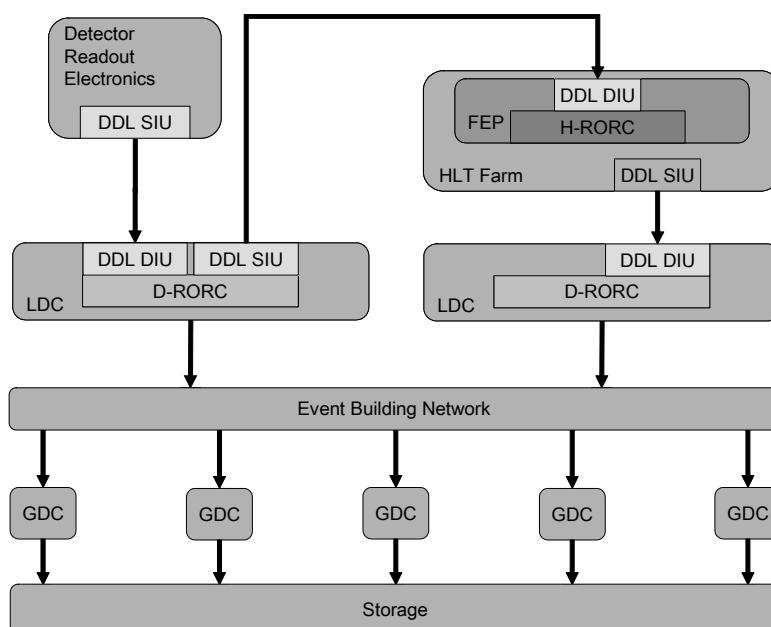 Detector
Readout
Electronics
DDL SIU
DDL DIU
FEP
H-RORC
HLT Farm
DDL SIU
DDL DIU
DDL SIU
D-RORC
LDC
DDL DIU
D-RORC
LDC
Event Building Network
GDC
GDC
GDC
GDC
GDC
Storage